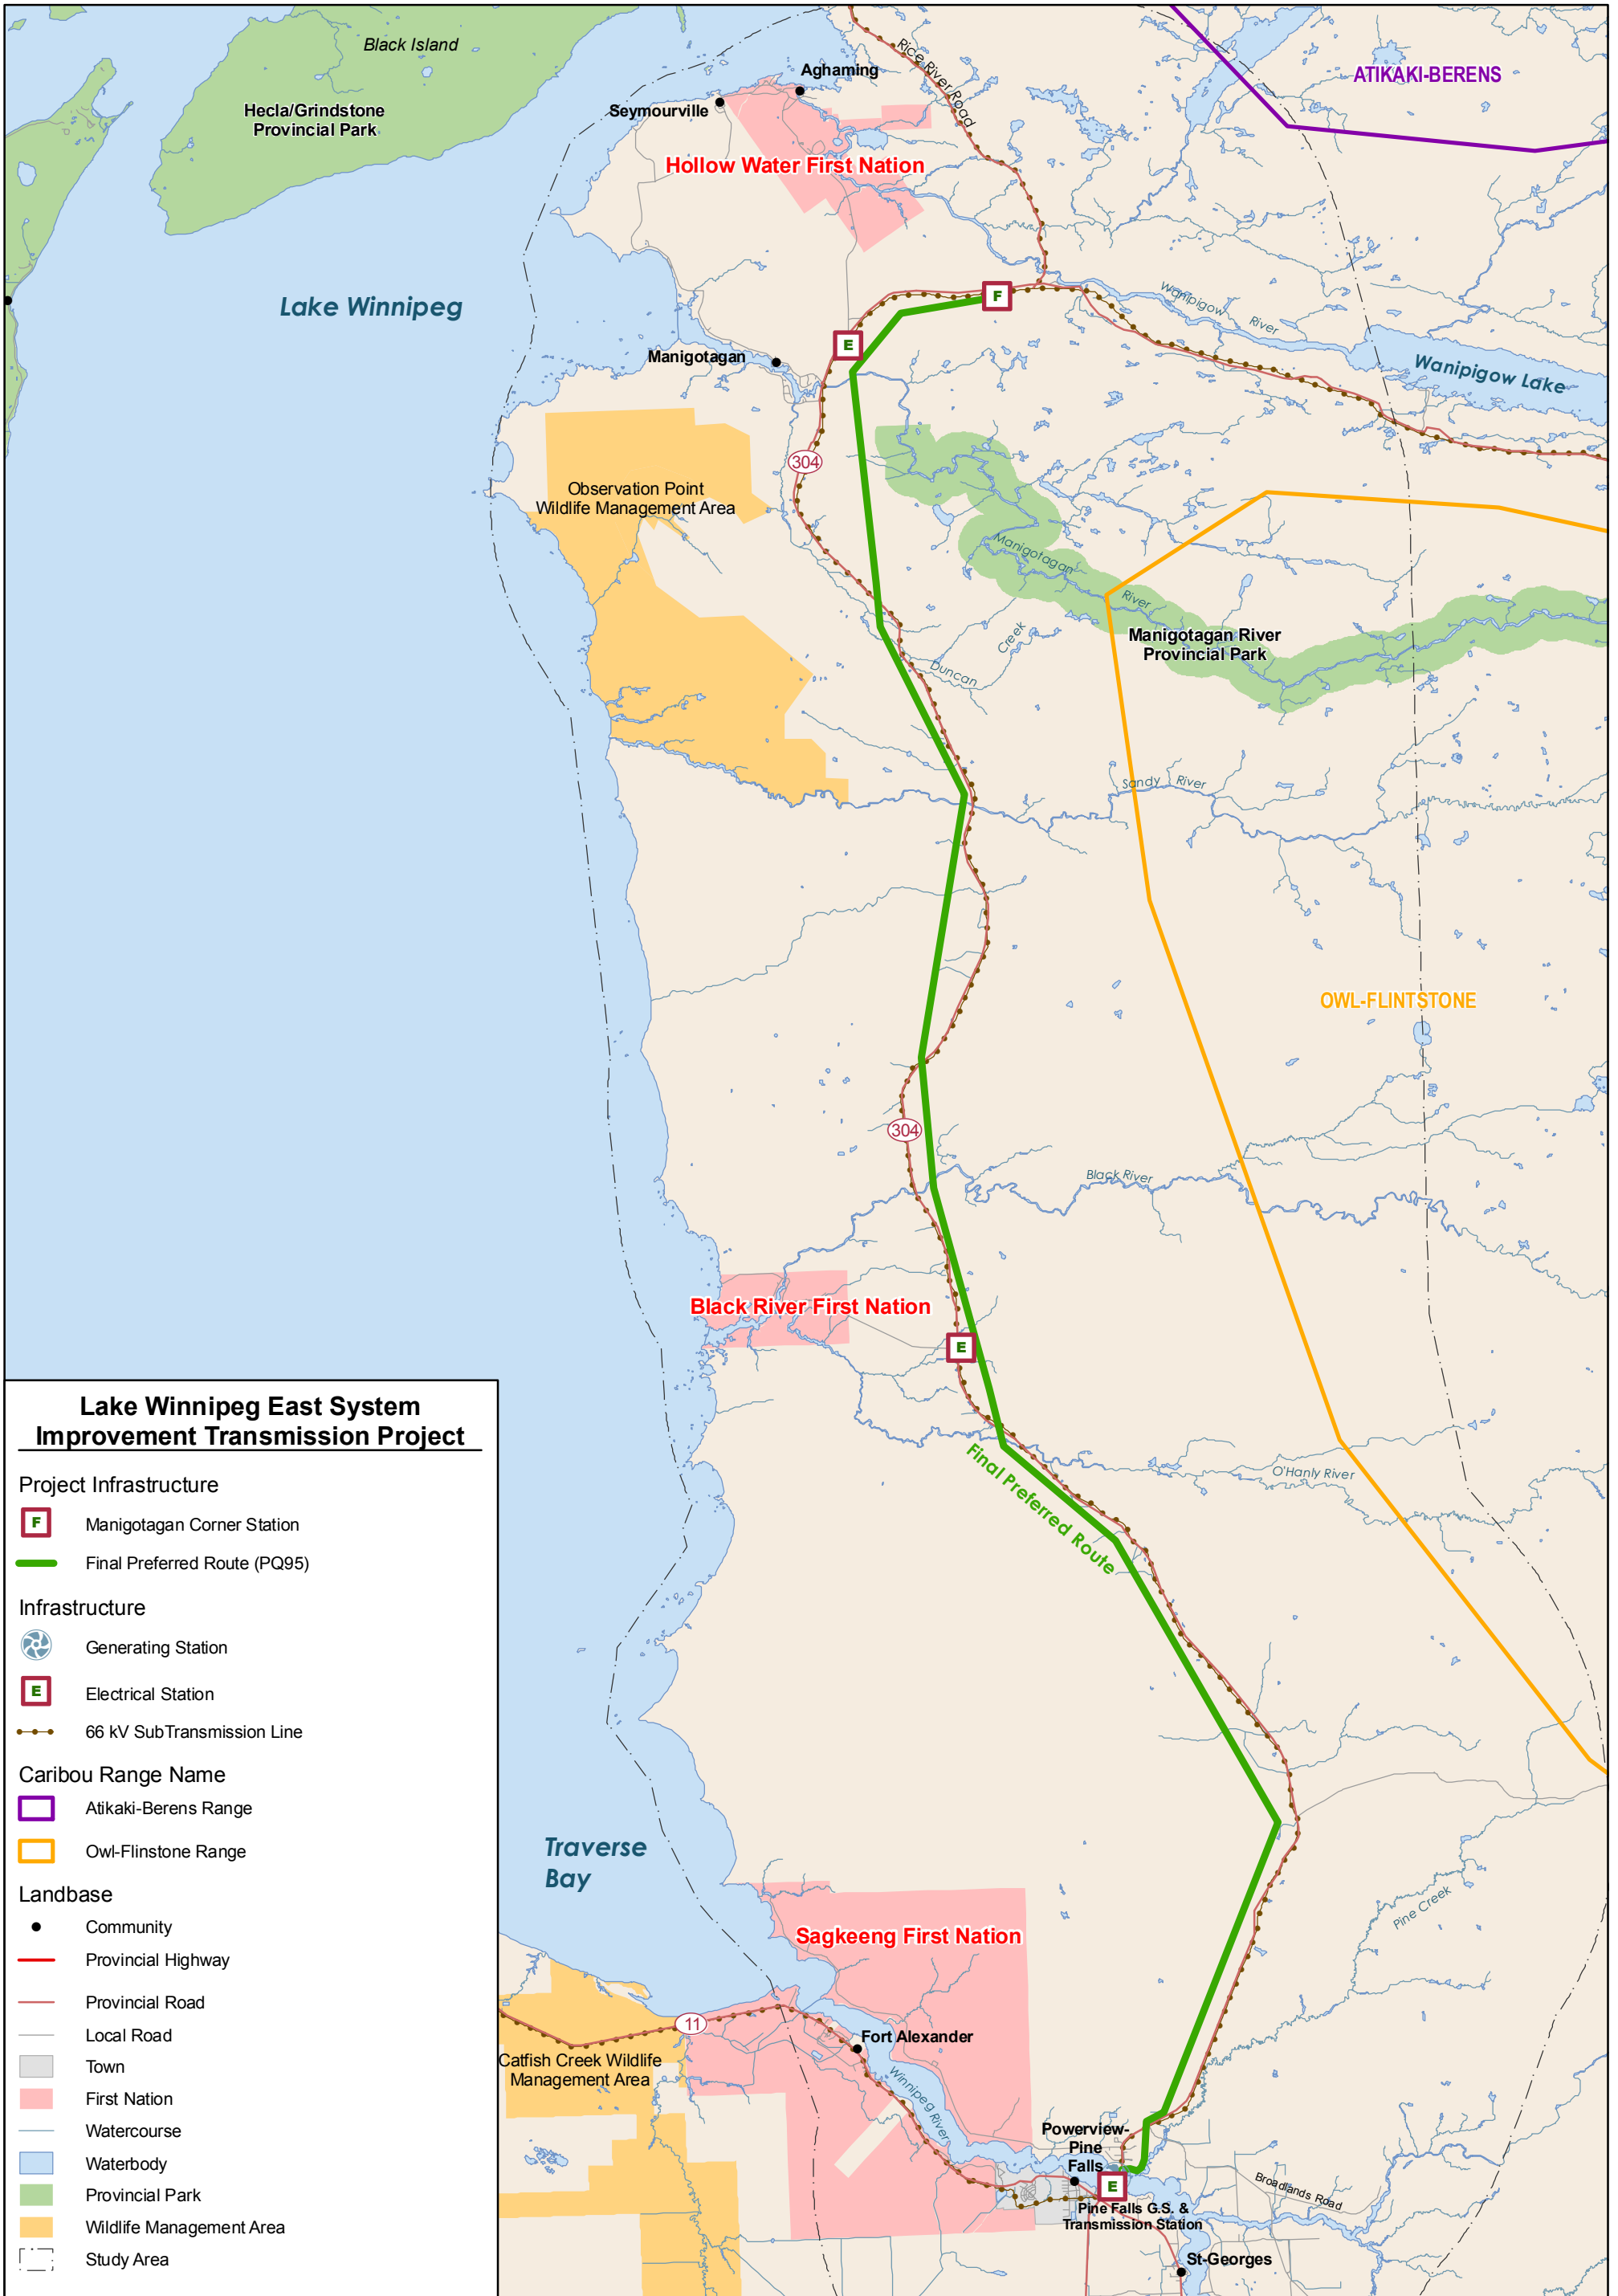 Black Island
Hecla/Grindstone
Provincial Park
Aghaming
Seymourville
Rice River Road
ATIKAKI-BERENS
Hollow Water First Nation
Lake Winnipeg
F
E
Wanipigow River
Manigotagan
Wanipigow Lake
304
Observation Point
Wildlife Management Area
Manigotagan
River
Creek
Duncan
Manigotagan River
Provincial Park
Sandy River
OWL-FLINTSTONE
304
Black River
Black River First Nation
E
Final Preferred Route
O'Hanly River
Traverse
Bay
Sagkeeng First Nation
Pine Creek
11
Fort Alexander
Catfish Creek Wildlife
Management Area
Winnipeg River
Powerview-
Pine
Falls
E
Broadlands Road
Pine Falls G.S. &
Transmission Station
St-Georges
Lake Winnipeg East System
Improvement Transmission Project
Project Infrastructure
F Manigotagan Corner Station
Final Preferred Route (PQ95)
Infrastructure
Generating Station
E Electrical Station
66 kV SubTransmission Line
Caribou Range Name
Atikaki-Berens Range
Owl-Flinstone Range
Landbase
Community
Provincial Highway
Provincial Road
Local Road
Town
First Nation
Watercourse
Waterbody
Provincial Park
Wildlife Management Area
Study Area